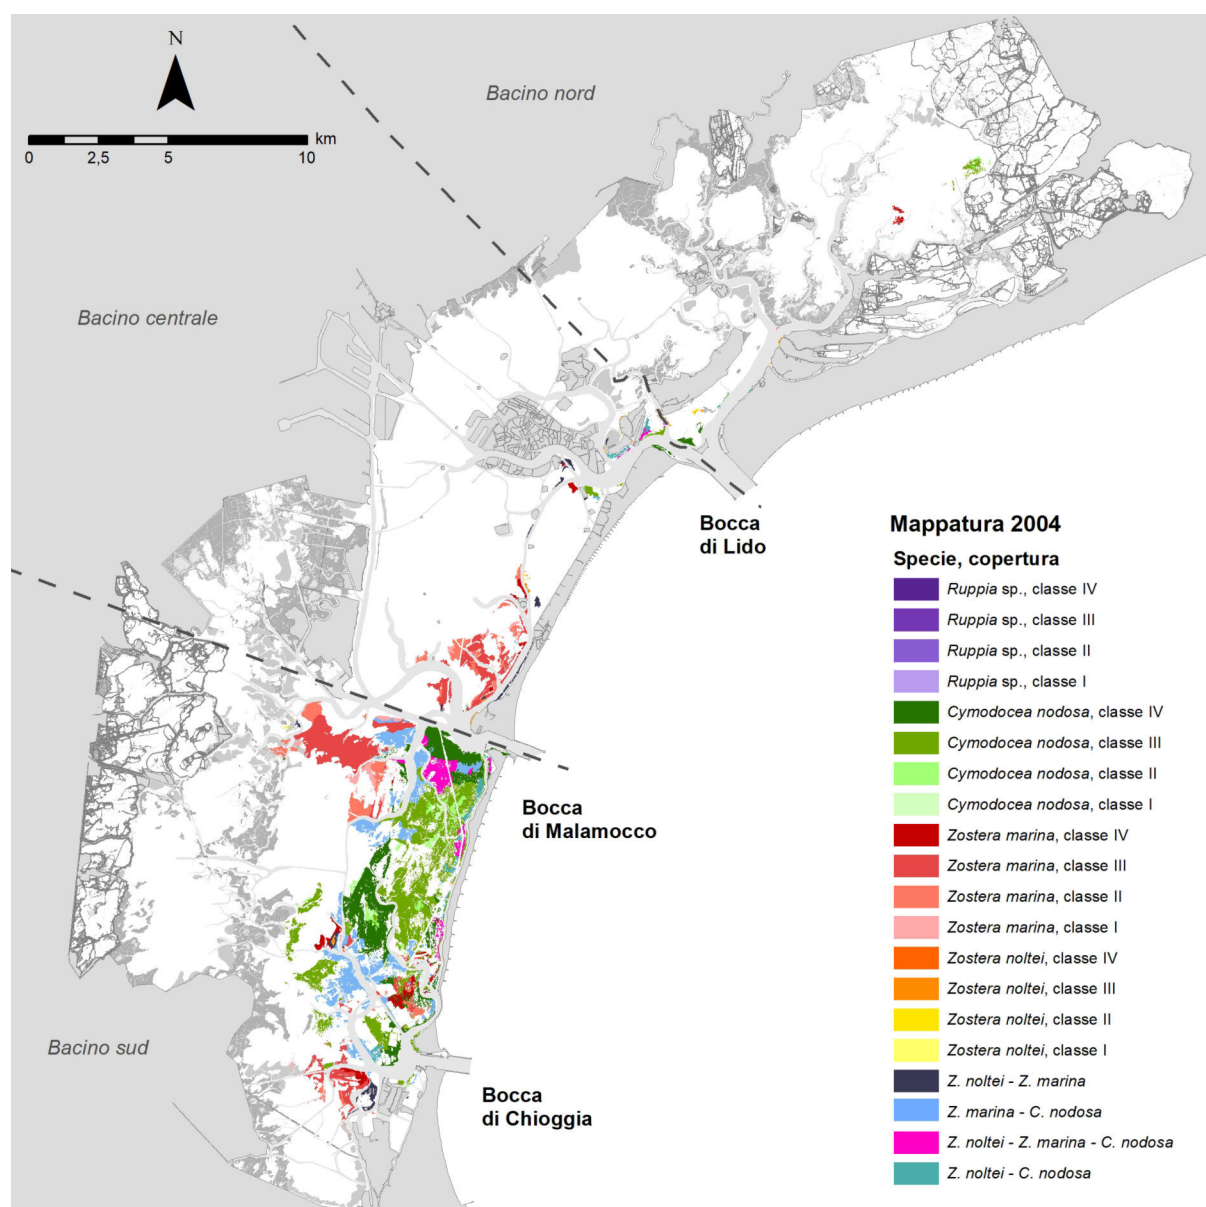 N
km
0 2,5 5 10
Bacino nord
Bacino centrale
Bocca
di Lido
Mappatura 2004
Specie, copertura
Ruppia sp., classe IV
Ruppia sp., classe III
Ruppia sp., classe II
Ruppia sp., classe I
Cymodocea nodosa, classe IV
Cymodocea nodosa, classe III
Cymodocea nodosa, classe II
Cymodocea nodosa, classe I
Zostera marina, classe IV
Zostera marina, classe III
Zostera marina, classe II
Zostera marina, classe I
Zostera noltei, classe IV
Zostera noltei, classe III
Zostera noltei, classe II
Zostera noltei, classe I
Z. noltei - Z. marina
Z. marina - C. nodosa
Z. noltei - Z. marina - C. nodosa
Z. noltei - C. nodosa
Bocca
di Malamocco
Bacino sud
Bocca
di Chioggia